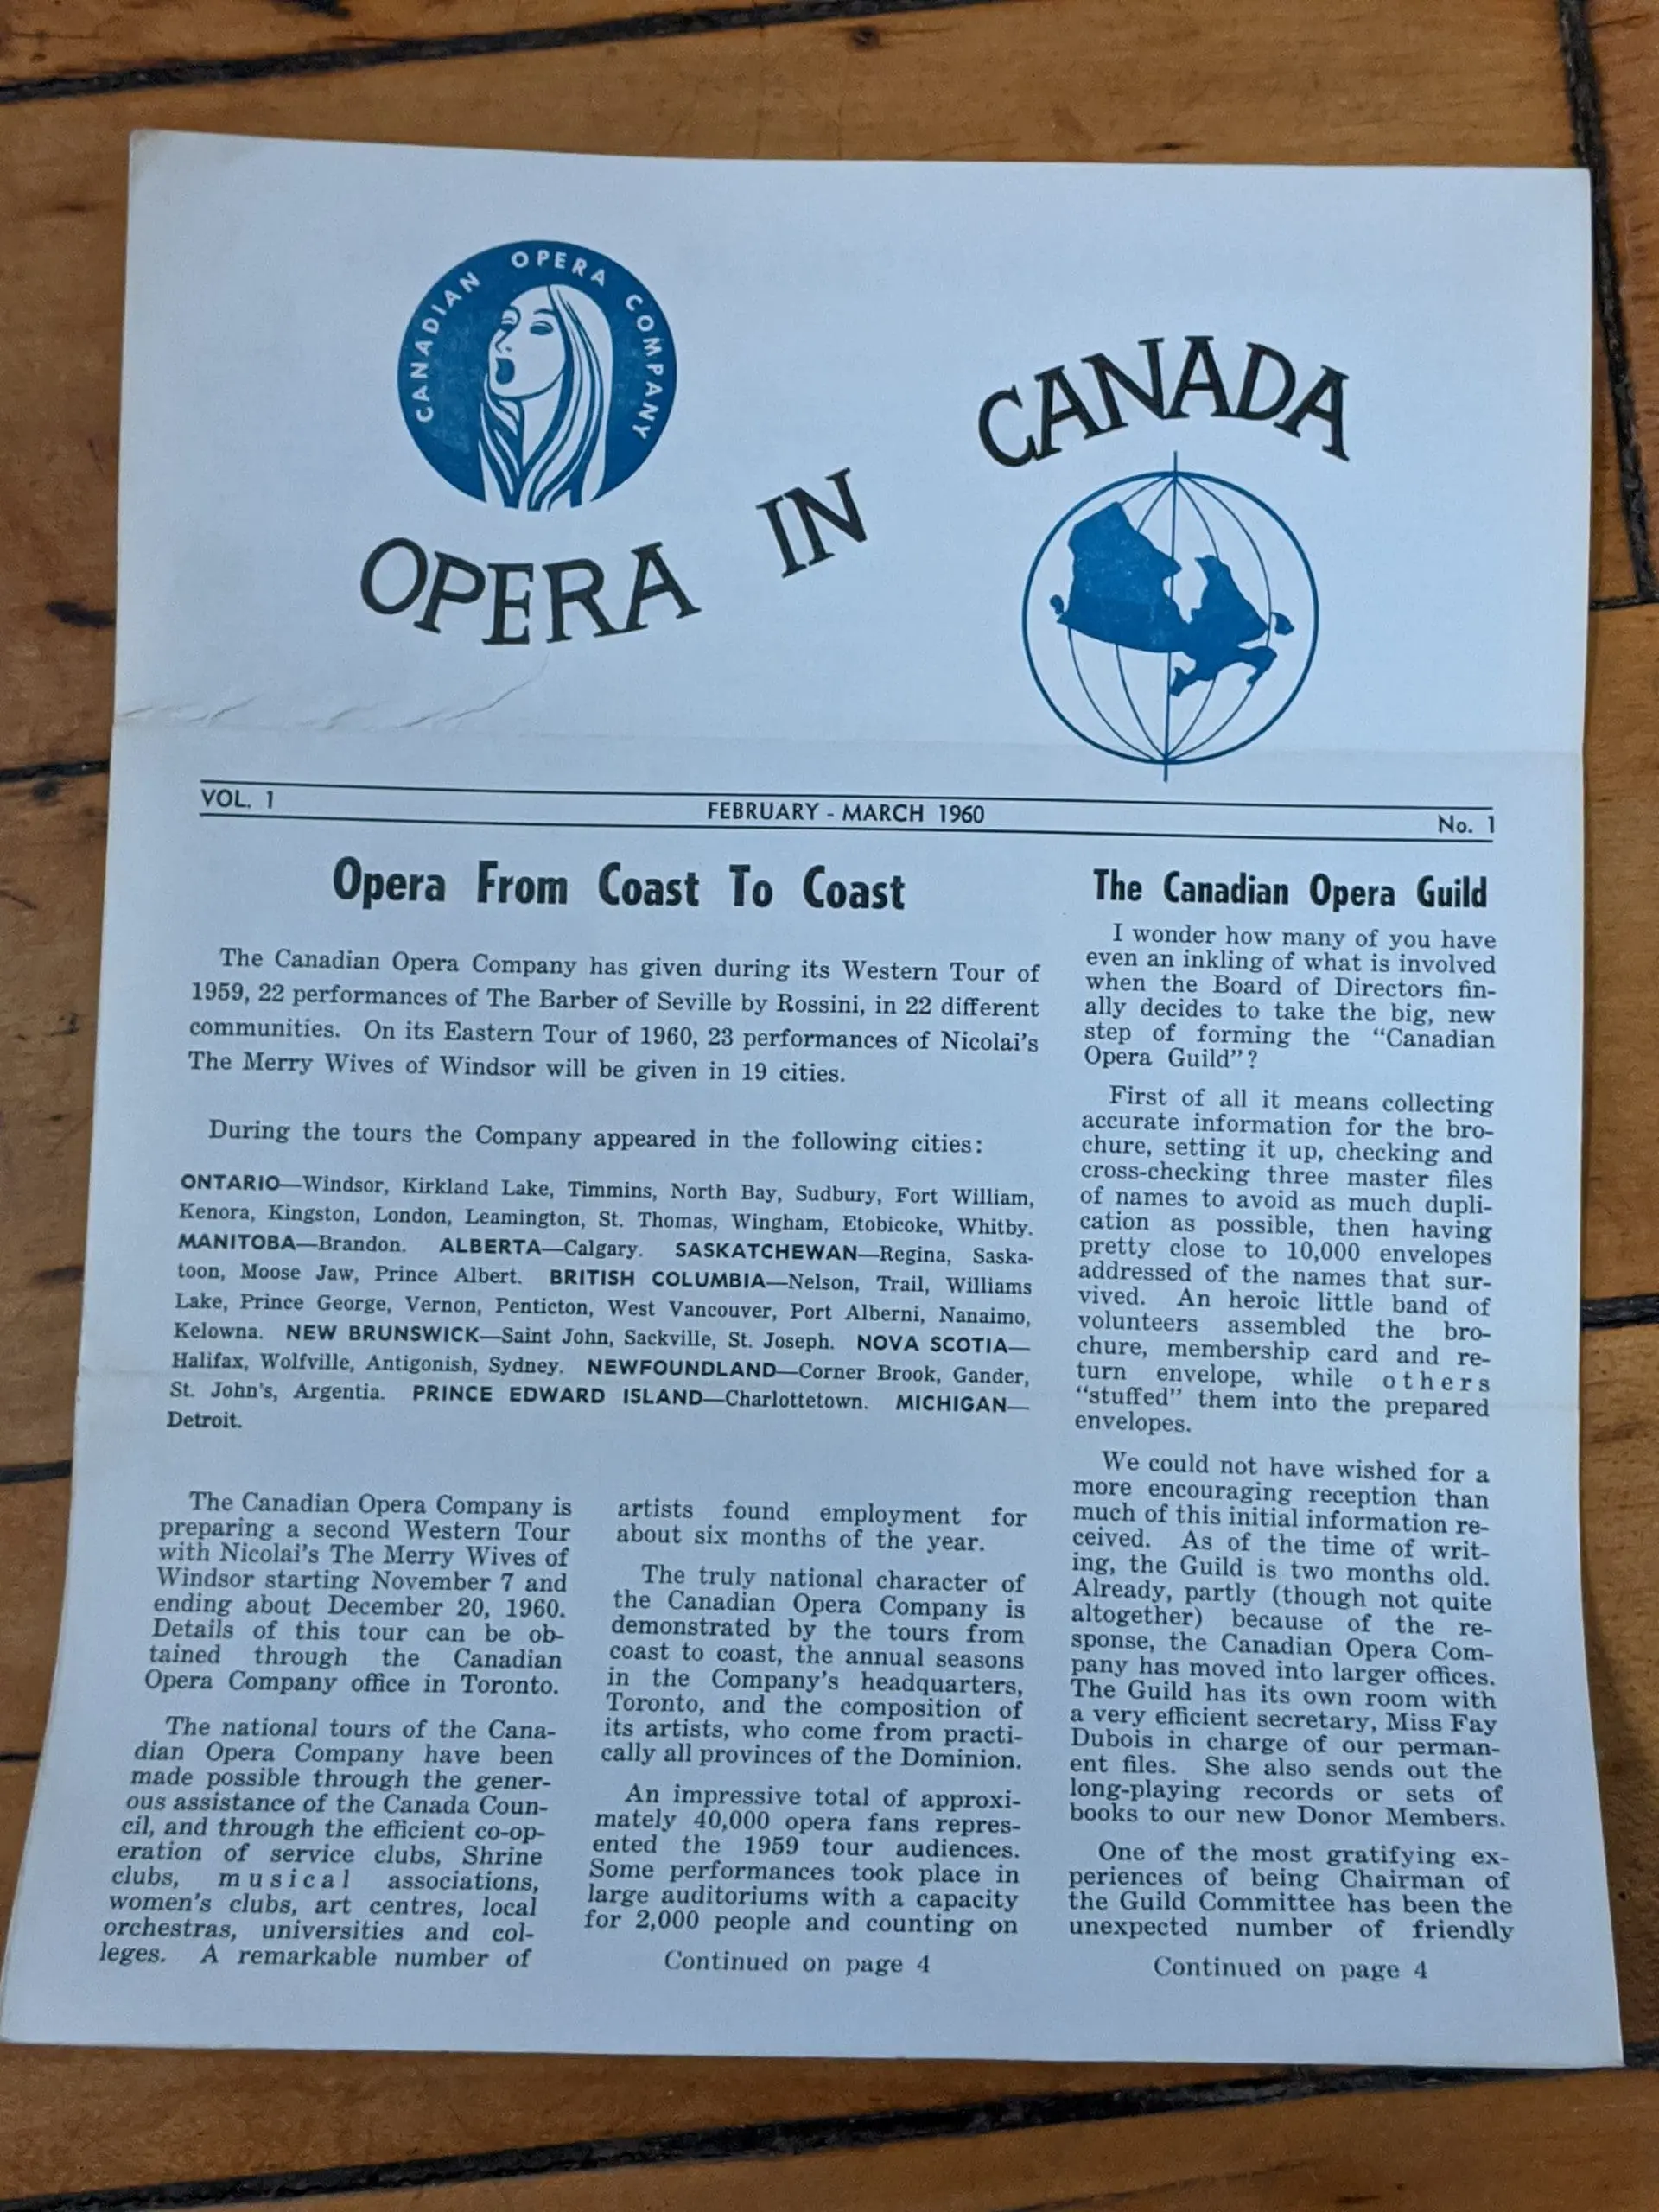 CANADIAN OPERA COMPANY
OPERA IN CANADA
VOL. 1 FEBRUARY - MARCH 1960 No. 1
Opera From Coast To Coast
The Canadian Opera Company has given during its Western Tour of
1959, 22 performances of The Barber of Seville by Rossini, in 22 different
communities. On its Eastern Tour of 1960, 23 performances of Nicolai's
The Merry Wives of Windsor will be given in 19 cities.
During the tours the Company appeared in the following cities:
ONTARIO—Windsor, Kirkland Lake, Timmins, North Bay, Sudbury, Fort William,
Kenora, Kingston, London, Leamington, St. Thomas, Wingham, Etobicoke, Whitby.
MANITOBA—Brandon. ALBERTA—Calgary. SASKATCHEWAN—Regina, Saska-
toon, Moose Jaw, Prince Albert. BRITISH COLUMBIA—Nelson, Trail, Williams
Lake, Prince George, Vernon, Penticton, West Vancouver, Port Alberni, Nanaimo,
Kelowna. NEW BRUNSWICK—Saint John, Sackville, St. Joseph. NOVA SCOTIA—
Halifax, Wolfville, Antigonish, Sydney. NEWFOUNDLAND—Corner Brook, Gander,
St. John's, Argentia. PRINCE EDWARD ISLAND—Charlottetown. MICHIGAN—
Detroit.
The Canadian Opera Company is
preparing a second Western Tour
with Nicolai's The Merry Wives of
Windsor starting November 7 and
ending about December 20, 1960.
Details of this tour can be ob-
tained through the Canadian
Opera Company office in Toronto.
The national tours of the Cana-
dian Opera Company have been
made possible through the gener-
ous assistance of the Canada Coun-
cil, and through the efficient co-op-
eration of service clubs, Shrine
clubs, musical associations,
women's clubs, art centres, local
orchestras, universities and col-
leges. A remarkable number of
artists found employment for
about six months of the year.
The truly national character of
the Canadian Opera Company is
demonstrated by the tours from
coast to coast, the annual seasons
in the Company's headquarters,
Toronto, and the composition of
its artists, who come from practi-
cally all provinces of the Dominion.
An impressive total of approxi-
mately 40,000 opera fans repres-
ented the 1959 tour audiences.
Some performances took place in
large auditoriums with a capacity
for 2,000 people and counting on
Continued on page 4
The Canadian Opera Guild
I wonder how many of you have
even an inkling of what is involved
when the Board of Directors fin-
ally decides to take the big, new
step of forming the "Canadian
Opera Guild"?
First of all it means collecting
accurate information for the bro-
chure, setting it up, checking and
cross-checking three master files
of names to avoid as much dupli-
cation as possible, then having
pretty close to 10,000 envelopes
addressed of the names that sur-
vived. An heroic little band of
volunteers assembled the bro-
chure, membership card and re-
turn envelope, while others
"stuffed" them into the prepared
envelopes.
We could not have wished for a
more encouraging reception than
much of this initial information re-
ceived. As of the time of writ-
ing, the Guild is two months old.
Already, partly (though not quite
altogether) because of the re-
sponse, the Canadian Opera Com-
pany has moved into larger offices.
The Guild has its own room with
a very efficient secretary, Miss Fay
Dubois in charge of our perman-
ent files. She also sends out the
long-playing records or sets of
books to our new Donor Members.
One of the most gratifying ex-
periences of being Chairman of
the Guild Committee has been the
unexpected number of friendly
Continued on page 4